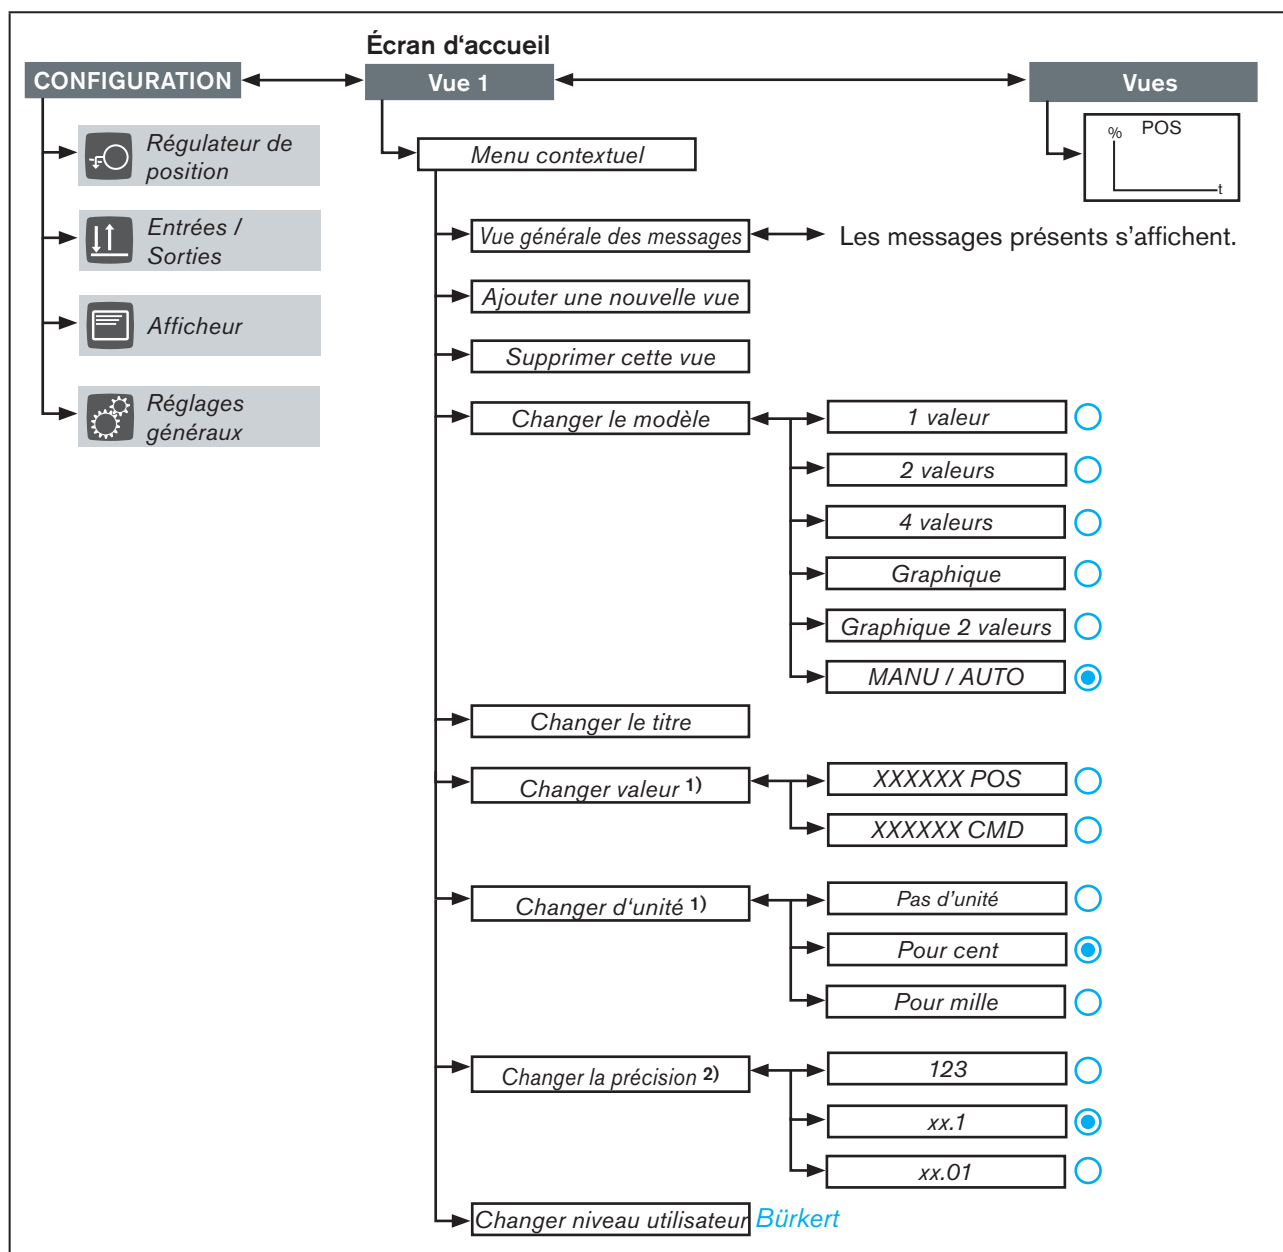 Écran d‘accueil
CONFIGURATION
Vue 1
Vues
Régulateur de
position
Entrées /
Sorties
Afficheur
Réglages
généraux
Menu contextuel
% POS
t
Vue générale des messages
Les messages présents s’affichent.
Ajouter une nouvelle vue
Supprimer cette vue
Changer le modèle
1 valeur
2 valeurs
4 valeurs
Graphique
Graphique 2 valeurs
MANU / AUTO
Changer le titre
Changer valeur 1)
XXXXXX POS
XXXXXX CMD
Changer d‘unité 1)
Pas d’unité
Pour cent
Pour mille
Changer la précision 2)
123
xx.1
xx.01
Changer niveau utilisateur Bürkert